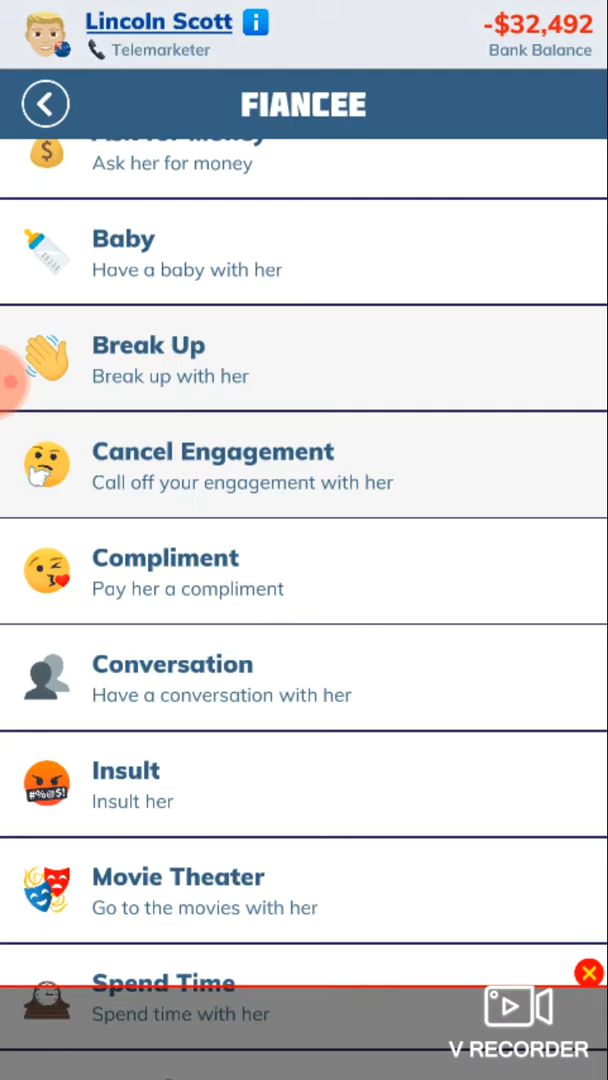 Lincoln Scott i
-$32,492
Telemarketer
Bank Balance
FIANCEE
Ask for Money
Ask her for money
Baby
Have a baby with her
Break Up
Break up with her
Cancel Engagement
Call off your engagement with her
Compliment
Pay her a compliment
Conversation
Have a conversation with her
#%@$!
Insult
Insult her
Movie Theater
Go to the movies with her
Spend Time
Spend time with her
V RECORDER